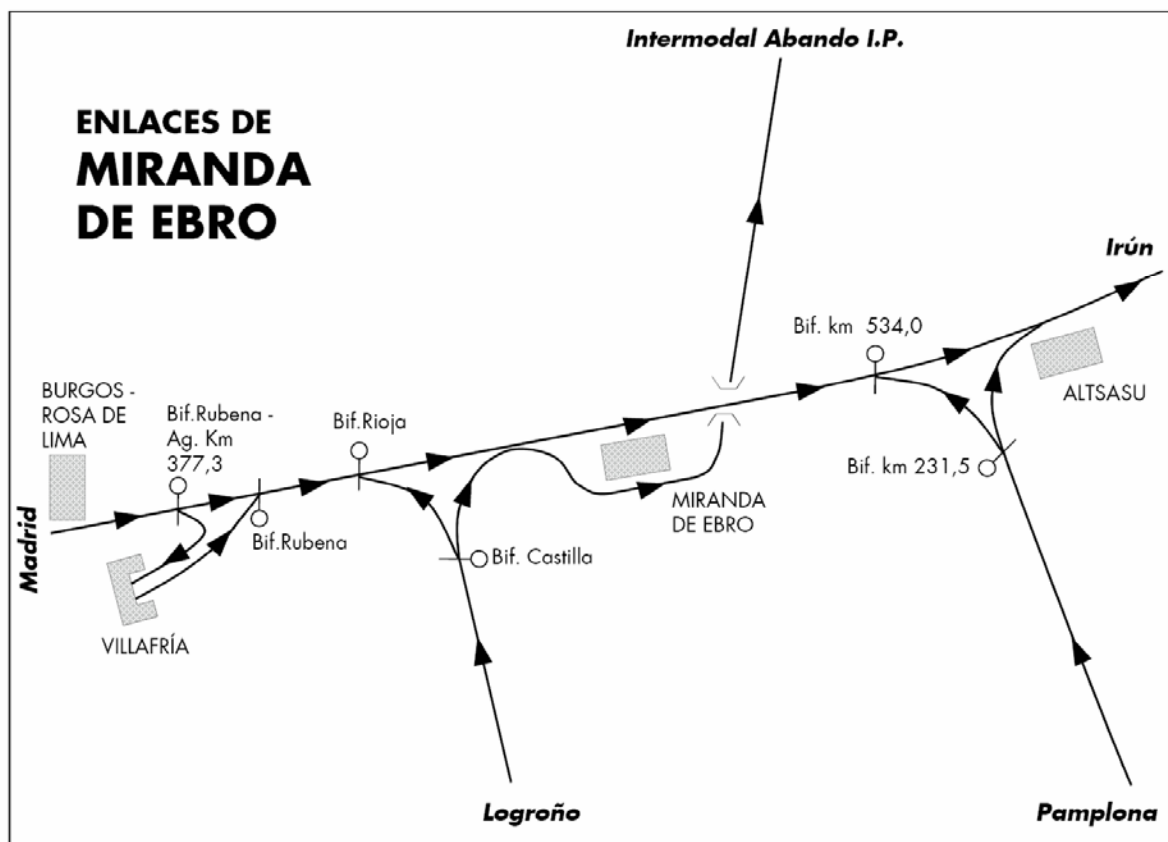 Intermodal Abando I.P.
ENLACES DE
MIRANDA
DE EBRO
Irún
Bif. km 534,0
BURGOS -
ROSA DE
LIMA
Bif.Rubena -
Ag. Km
377,3
Bif.Rioja
ALTSASU
Bif. km 231,5
MIRANDA
DE EBRO
Bif.Rubena
Bif. Castilla
Madrid
VILLAFRÍA
Logroño
Pamplona